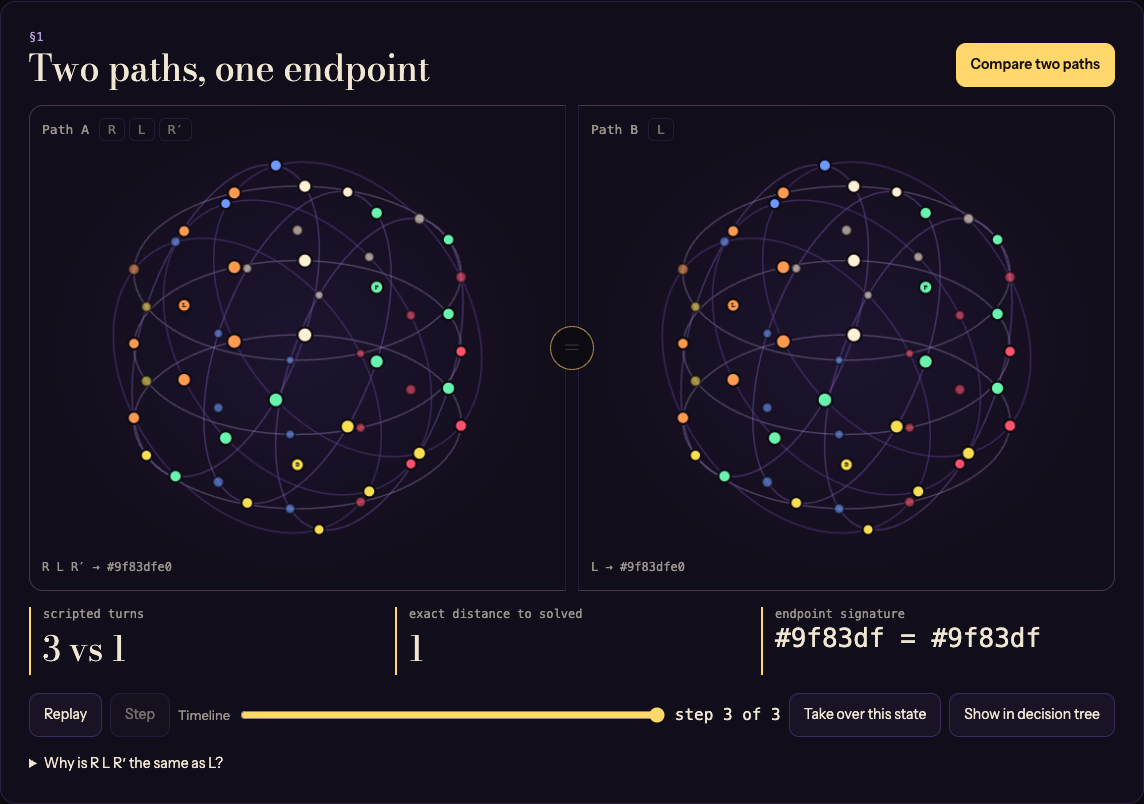 §1
Two paths, one endpoint
Compare two paths
Path A R L R′
Path B L
L
F
D
L
F
D
R L R′ → #9f83dfe0
L → #9f83dfe0
scripted turns
3 vs 1
exact distance to solved
1
endpoint signature
#9f83df = #9f83df
Replay
Step
Timeline
step 3 of 3
Take over this state
Show in decision tree
Why is R L R′ the same as L?